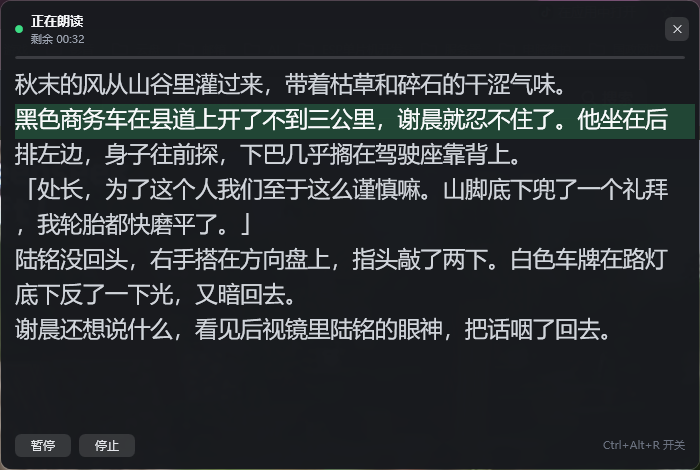 正在朗读
剩余 00:32
秋末的风从山谷里灌过来，带着枯草和碎石的干涩气味。
黑色商务车在县道上开了不到三公里，谢晨就忍不住了。他坐在后
排左边，身子往前探，下巴几乎搁在驾驶座靠背上。
「处长，为了这个人我们至于这么谨慎嘛。山脚底下兜了一个礼拜
，我轮胎都快磨平了。」
陆铭没回头，右手搭在方向盘上，指头敲了两下。白色车牌在路灯
底下反了一下光，又暗回去。
谢晨还想说什么，看见后视镜里陆铭的眼神，把话咽了回去。
暂停
停止
Ctrl+Alt+R 开关